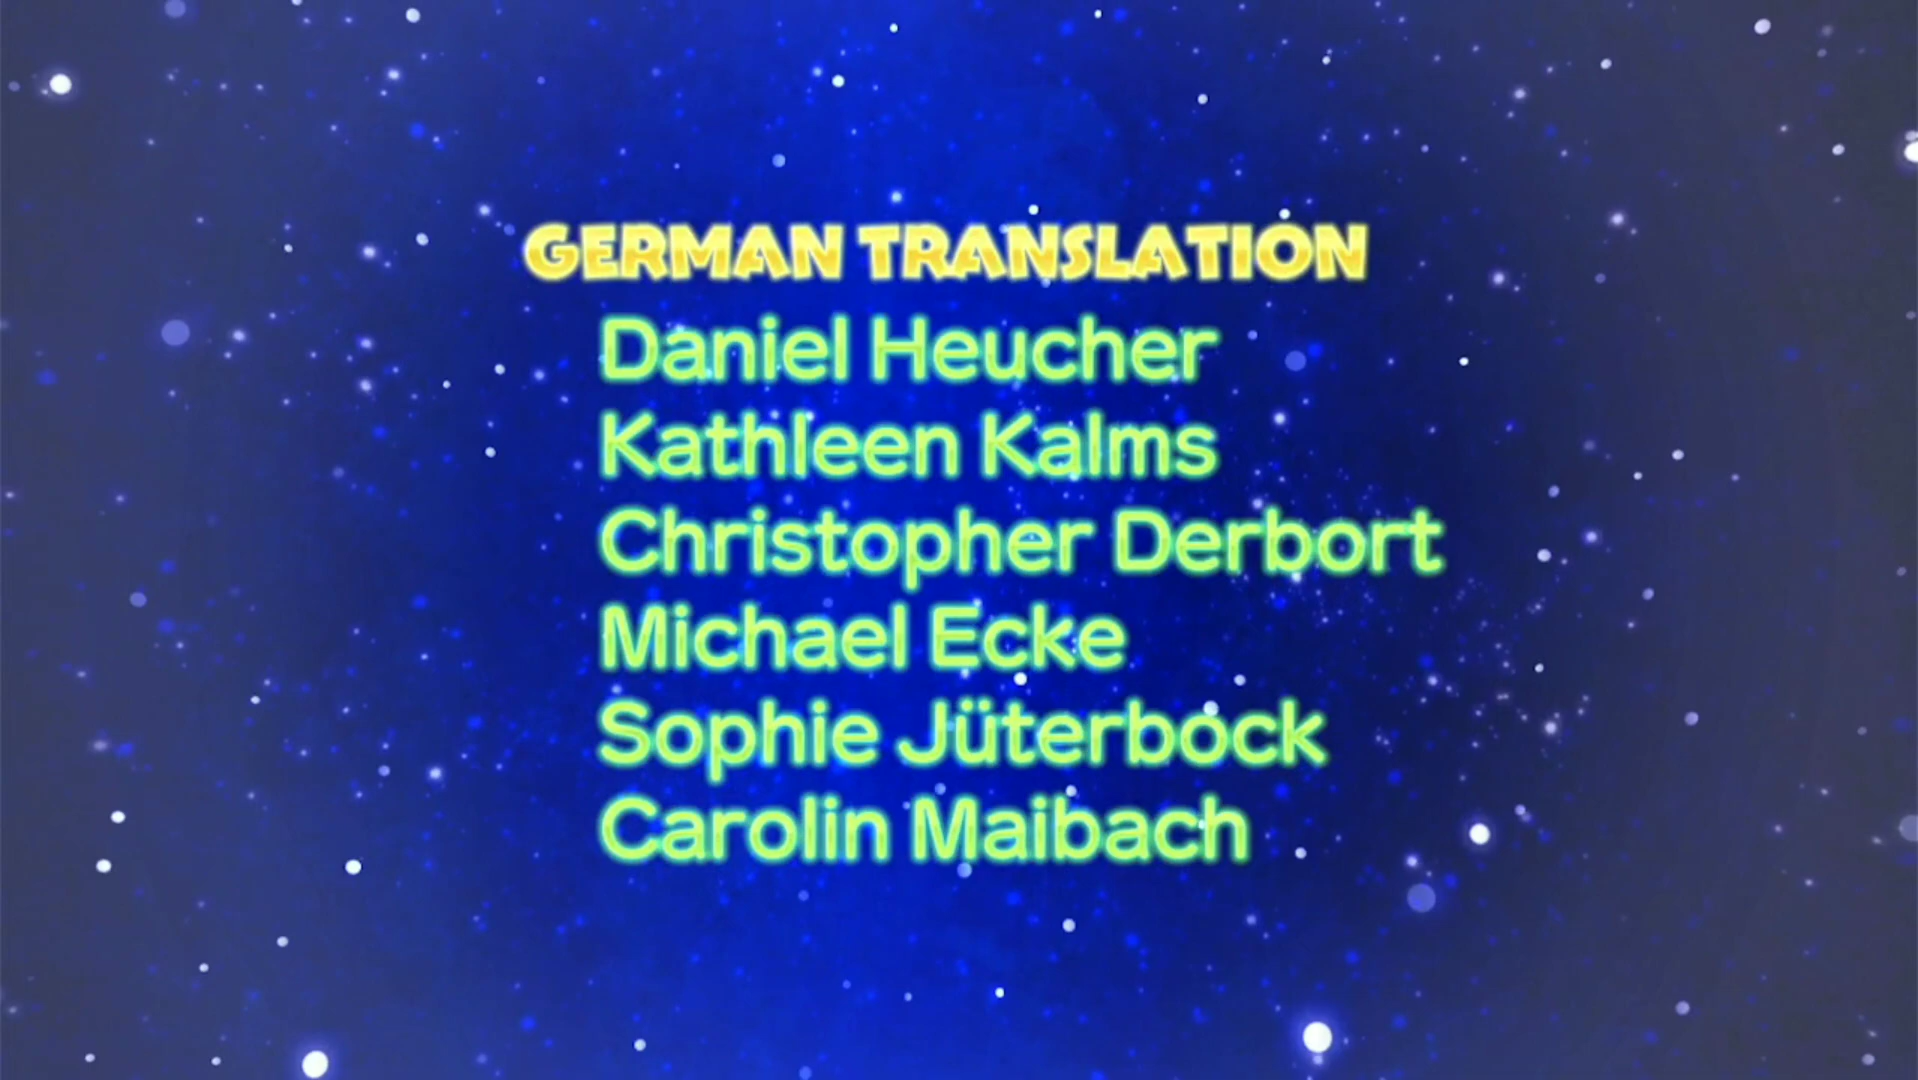 GERMAN TRANSLATION
Daniel Heucher
Kathleen Kalms
Christopher Derbort
Michael Ecke
Sophie Jüterbock
Carolin Maibach